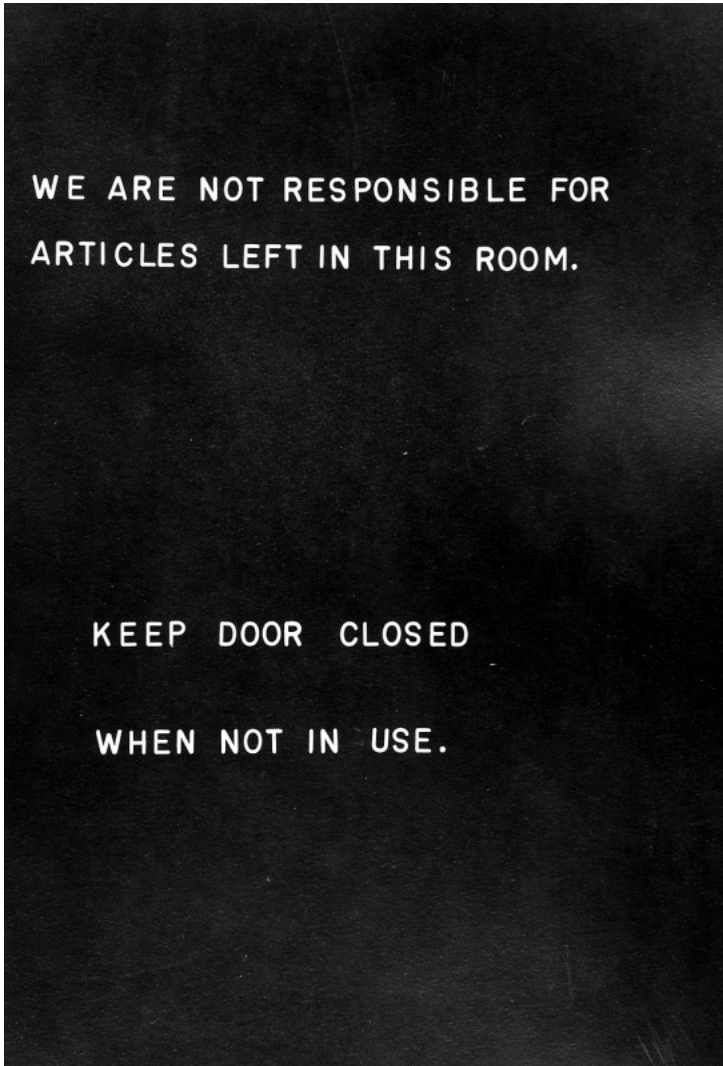 WE ARE NOT RESPONSIBLE FOR
ARTICLES LEFT IN THIS ROOM.
KEEP DOOR CLOSED
WHEN NOT IN USE.